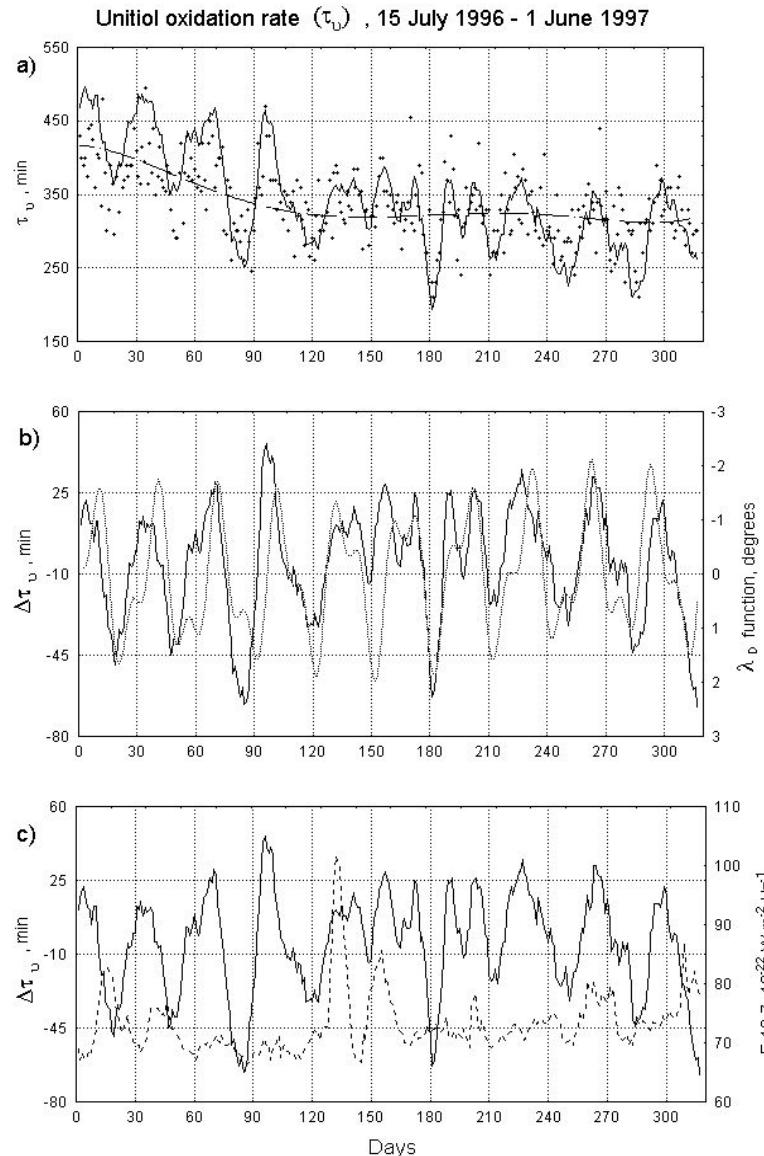 Unitiol oxidation rate (τυ) , 15 July 1996 - 1 June 1997
a)
550
450
350
250
150
τυ , min
0 30 60 90 120 150 180 210 240 270 300
b)
60
25
-10
-45
-80
Δτυ , min
-3
-2
-1
0
1
2
3
λD function, degrees
0 30 60 90 120 150 180 210 240 270 300
c)
60
25
-10
-45
-80
Δτυ , min
110
100
90
80
70
60
0 30 60 90 120 150 180 210 240 270 300
Days